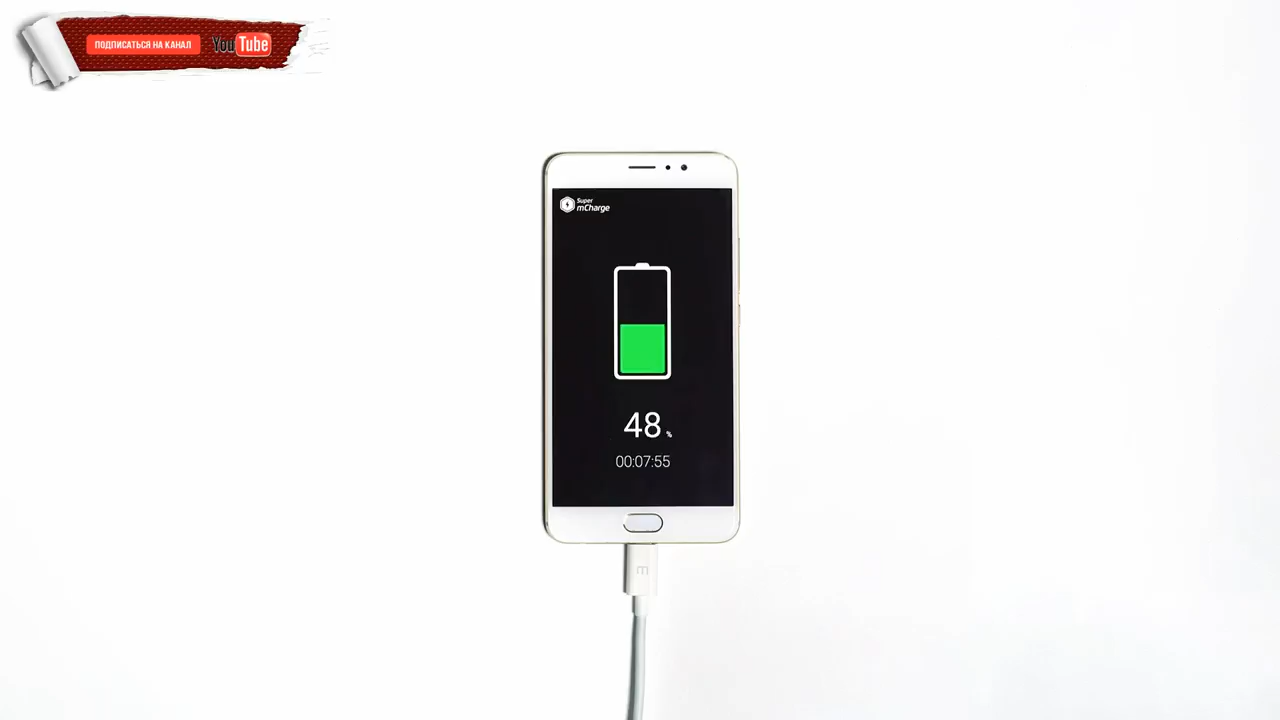 ПОДПИСАТЬСЯ НА КАНАЛ
YouTube
Super
mCharge
48 %
00:07:55
m